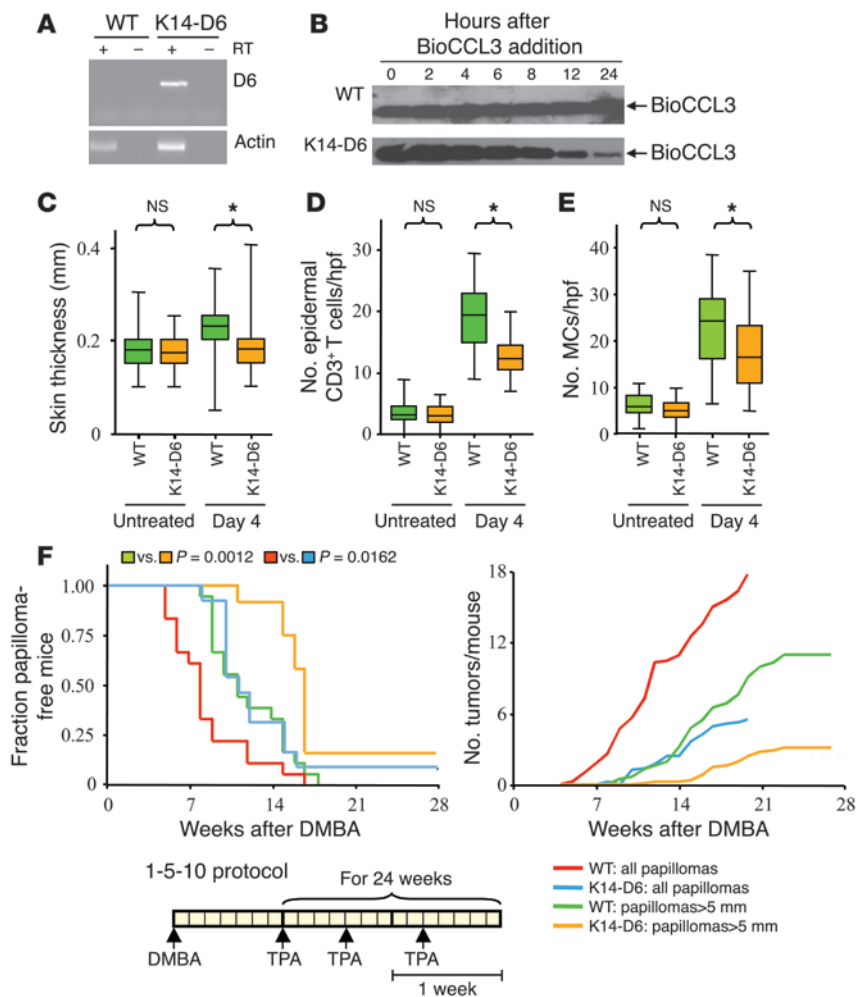 A
WT K14-D6
+ – + – RT
D6
Actin
B
Hours after
BioCCL3 addition
0 2 4 6 8 12 24
WT
BioCCL3
K14-D6
BioCCL3
C
NS *
Skin thickness (mm)
0.4
0.2
0
WT K14-D6 WT K14-D6
Untreated Day 4
D
NS *
No. epidermal
CD3+ T cells/hpf
30
20
10
0
WT K14-D6 WT K14-D6
Untreated Day 4
E
NS *
No. MCs/hpf
40
30
20
10
0
WT K14-D6 WT K14-D6
Untreated Day 4
F
vs. P = 0.0012 vs. P = 0.0162
Fraction papilloma-
free mice
1.00
0.75
0.50
0.25
0
0 7 14 21 28
Weeks after DMBA
No. tumors/mouse
18
12
6
0
0 7 14 21 28
Weeks after DMBA
1-5-10 protocol
For 24 weeks
DMBA TPA TPA TPA
1 week
WT: all papillomas
K14-D6: all papillomas
WT: papillomas>5 mm
K14-D6: papillomas>5 mm